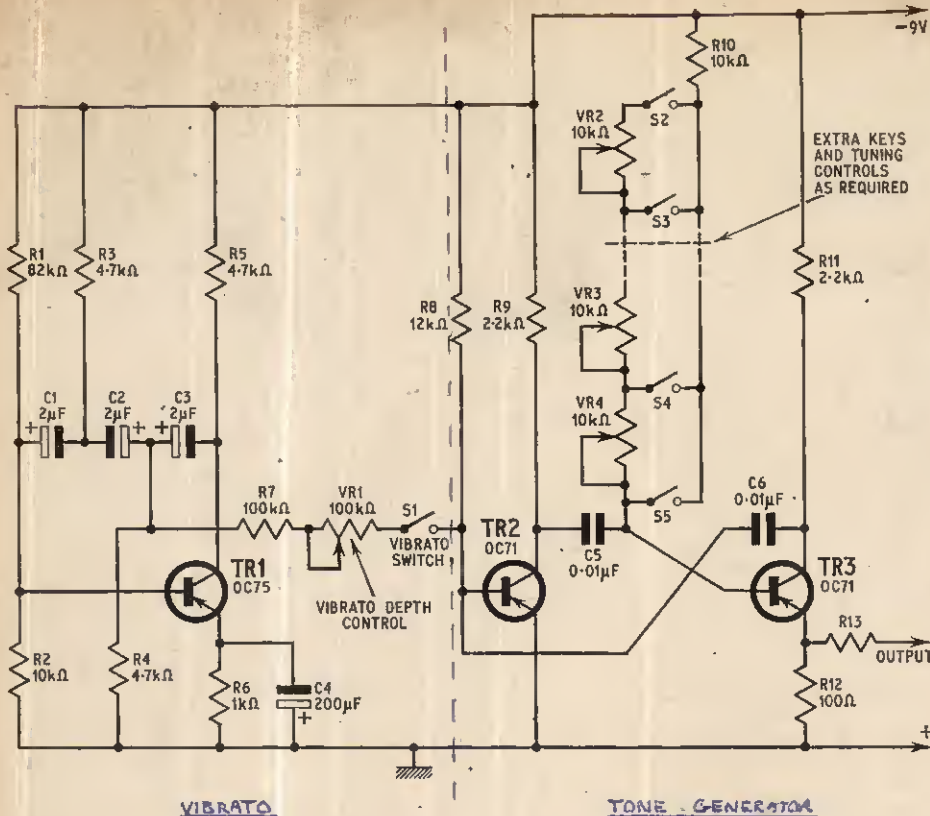 -9V
R10
10kΩ
S2
VR2
10kΩ
EXTRA KEYS
AND TUNING
CONTROLS
AS REQUIRED
S3
R1
82kΩ
R3
4·7kΩ
R5
4·7kΩ
R8
12kΩ
R9
2·2kΩ
VR3
10kΩ
R11
2·2kΩ
S4
C1
2µF
C2
2µF
C3
2µF
+
+
+
VR4
10kΩ
S5
C6
0·01µF
R7
100kΩ
VR1
100kΩ
S1
VIBRATO
SWITCH
TR1
OC75
VIBRATO DEPTH
CONTROL
TR2
OC71
C5
0·01µF
TR3
OC71
R2
10kΩ
R4
4·7kΩ
R6
1kΩ
C4
200µF
+
R13
OUTPUT
R12
100Ω
+
VIBRATO
TONE GENERATOR